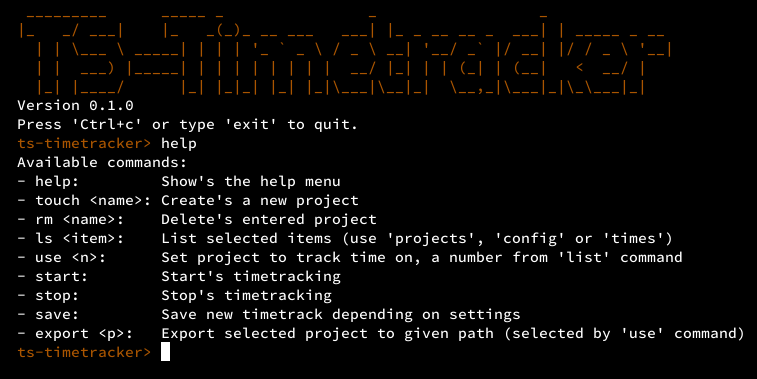 TS-Timetracker
Version 0.1.0
Press 'Ctrl+c' or type 'exit' to quit.
ts-timetracker> help
Available commands:
- help:         Show's the help menu
- touch <name>: Create's a new project
- rm <name>:    Delete's entered project
- ls <item>:    List selected items (use 'projects', 'config' or 'times')
- use <n>:      Set project to track time on, a number from 'list' command
- start:        Start's timetracking
- stop:         Stop's timetracking
- save:         Save new timetrack depending on settings
- export <p>:   Export selected project to given path (selected by 'use' command)
ts-timetracker>